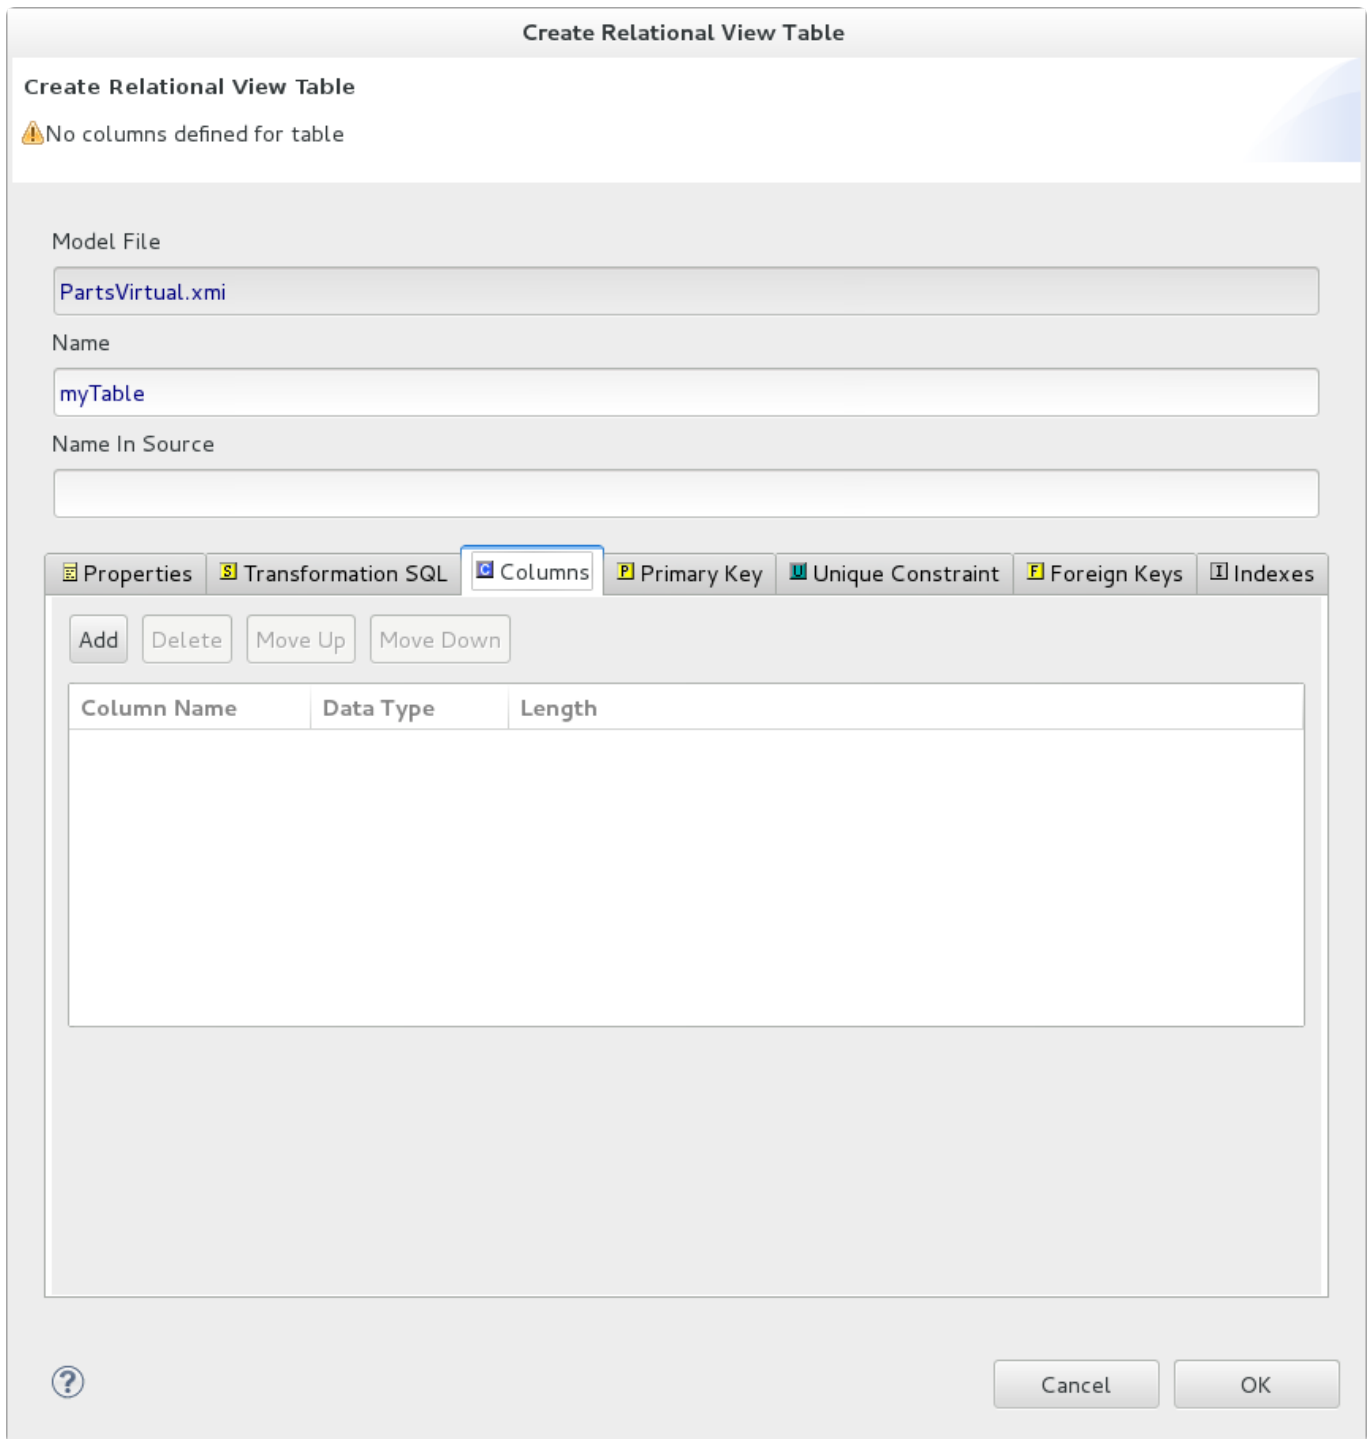 Create Relational View Table
Create Relational View Table
No columns defined for table
Model File
PartsVirtual.xmi
Name
myTable
Name In Source
Properties S Transformation SQL C Columns P Primary Key U Unique Constraint F Foreign Keys I Indexes
Add Delete Move Up Move Down
Column Name Data Type Length
? Cancel OK